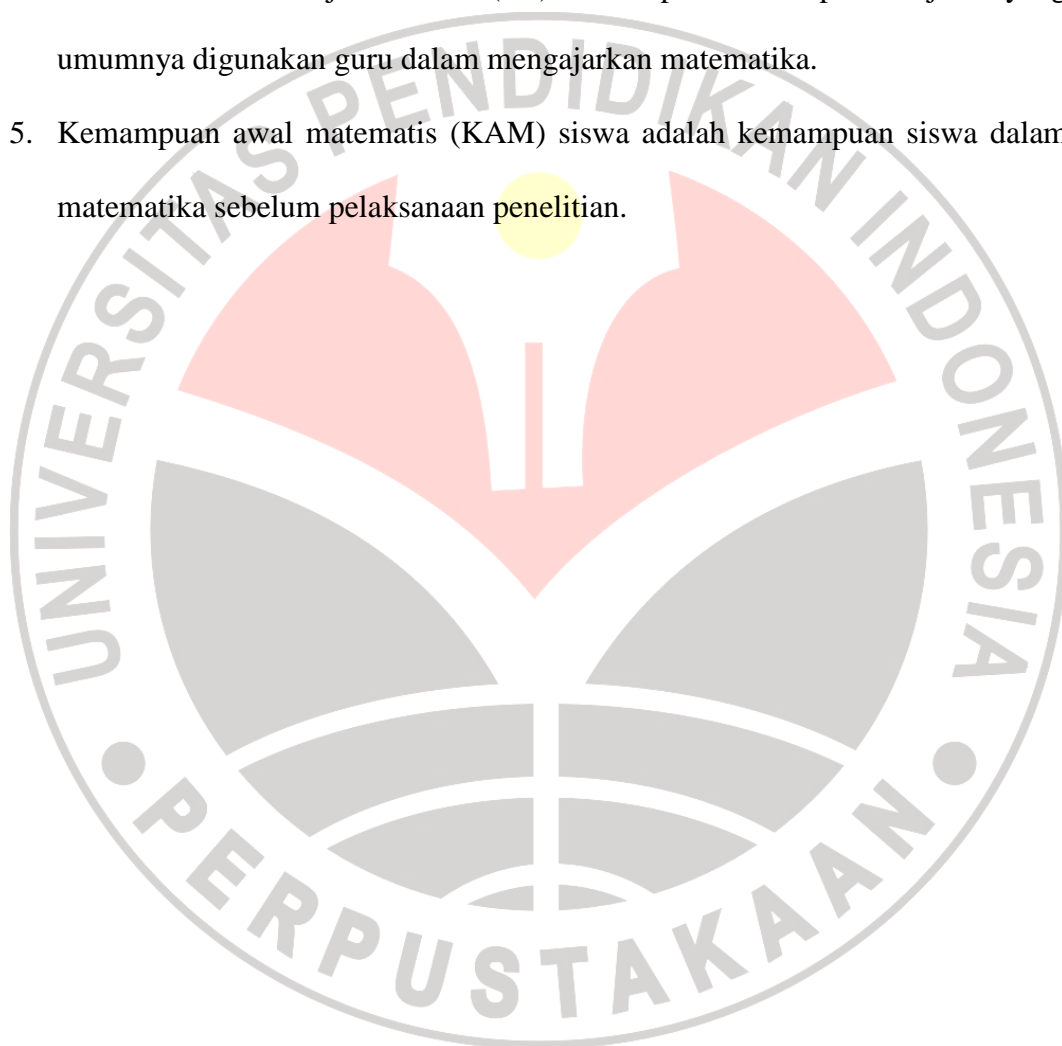 umumnya digunakan guru dalam mengajarkan matematika.
5. Kemampuan awal matematis (KAM) siswa adalah kemampuan siswa dalam
matematika sebelum pelaksanaan penelitian.
UNIVERSITAS PENDIDIKAN INDONESIA
PERPUSTAKAAN